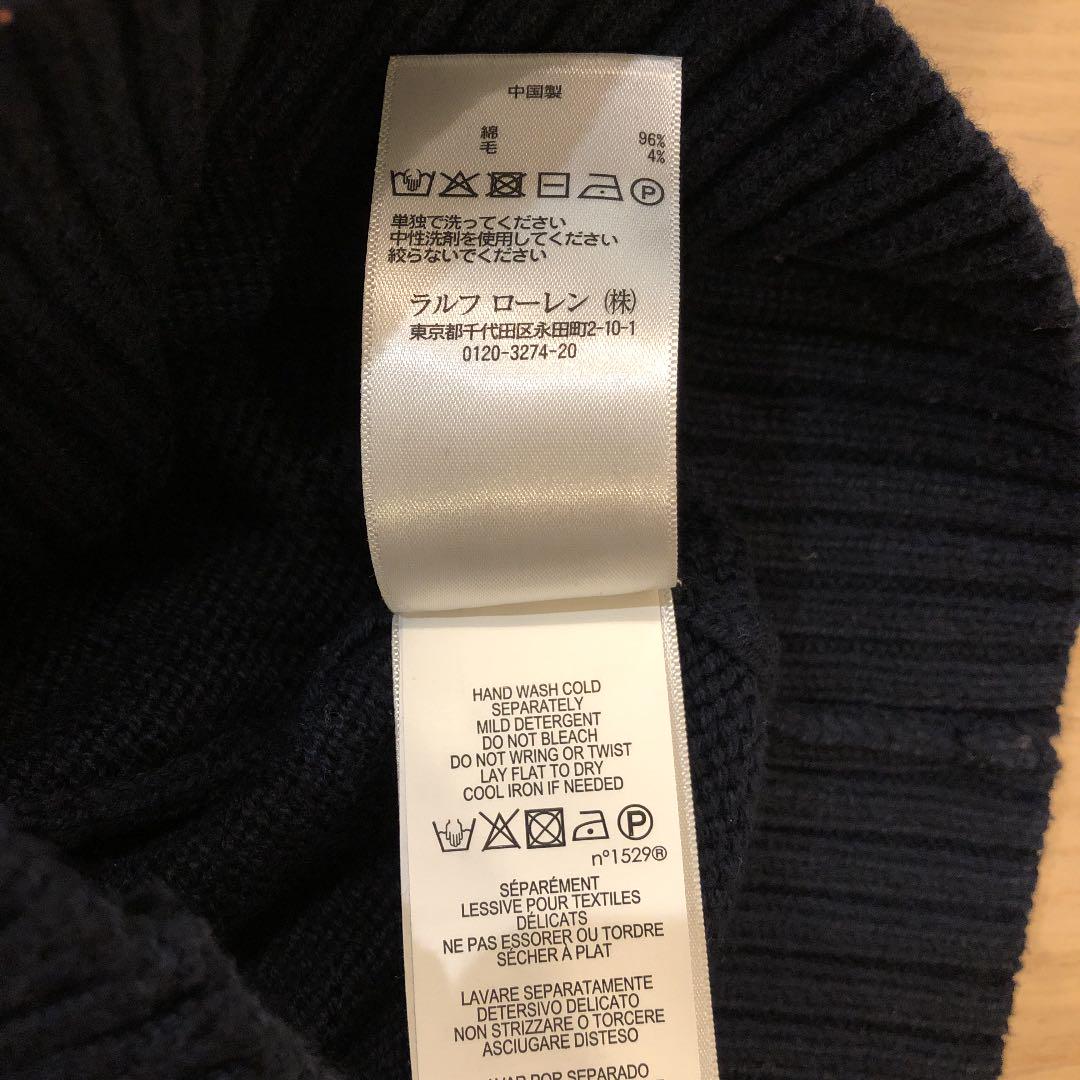 中国製
綿 96%
毛 4%
P
単独で洗ってください
中性洗剤を使用してください
絞らないでください
ラルフ ローレン (株)
東京都千代田区永田町2-10-1
0120-3274-20
HAND WASH COLD
SEPARATELY
MILD DETERGENT
DO NOT BLEACH
DO NOT WRING OR TWIST
LAY FLAT TO DRY
COOL IRON IF NEEDED
P
nº1529®
SÉPARÉMENT
LESSIVE POUR TEXTILES
DÉLICATS
NE PAS ESSORER OU TORDRE
SÉCHER À PLAT
LAVARE SEPARATAMENTE
DETERSIVO DELICATO
NON STRIZZARE O TORCERE
ASCIUGARE DISTESO
POR SEPARADO